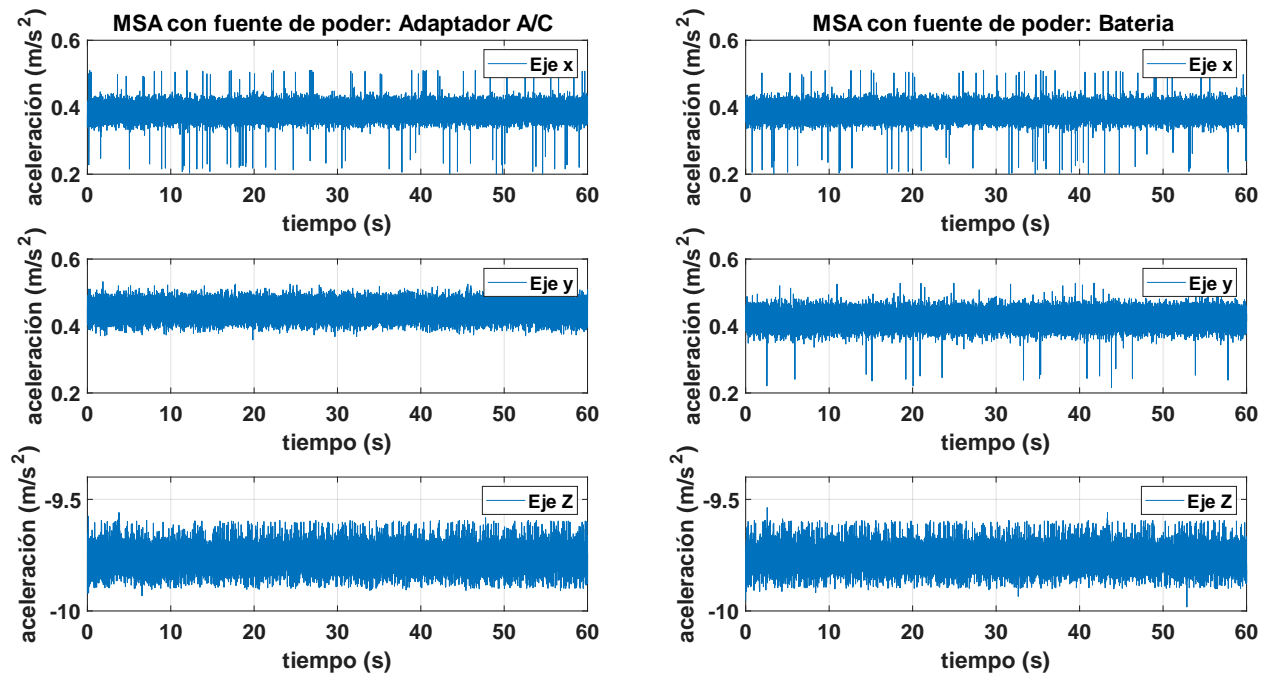 MSA con fuente de poder: Adaptador A/C
0.6
0.4
0.2
aceleración (m/s²)
Eje x
0 10 20 30 40 50 60
tiempo (s)
MSA con fuente de poder: Bateria
0.6
0.4
0.2
aceleración (m/s²)
Eje x
0 10 20 30 40 50 60
tiempo (s)
0.6
0.4
0.2
aceleración (m/s²)
Eje y
0 10 20 30 40 50 60
tiempo (s)
0.6
0.4
0.2
aceleración (m/s²)
Eje y
0 10 20 30 40 50 60
tiempo (s)
-9.5
-10
aceleración (m/s²)
Eje Z
0 10 20 30 40 50 60
tiempo (s)
-9.5
-10
aceleración (m/s²)
Eje Z
0 10 20 30 40 50 60
tiempo (s)